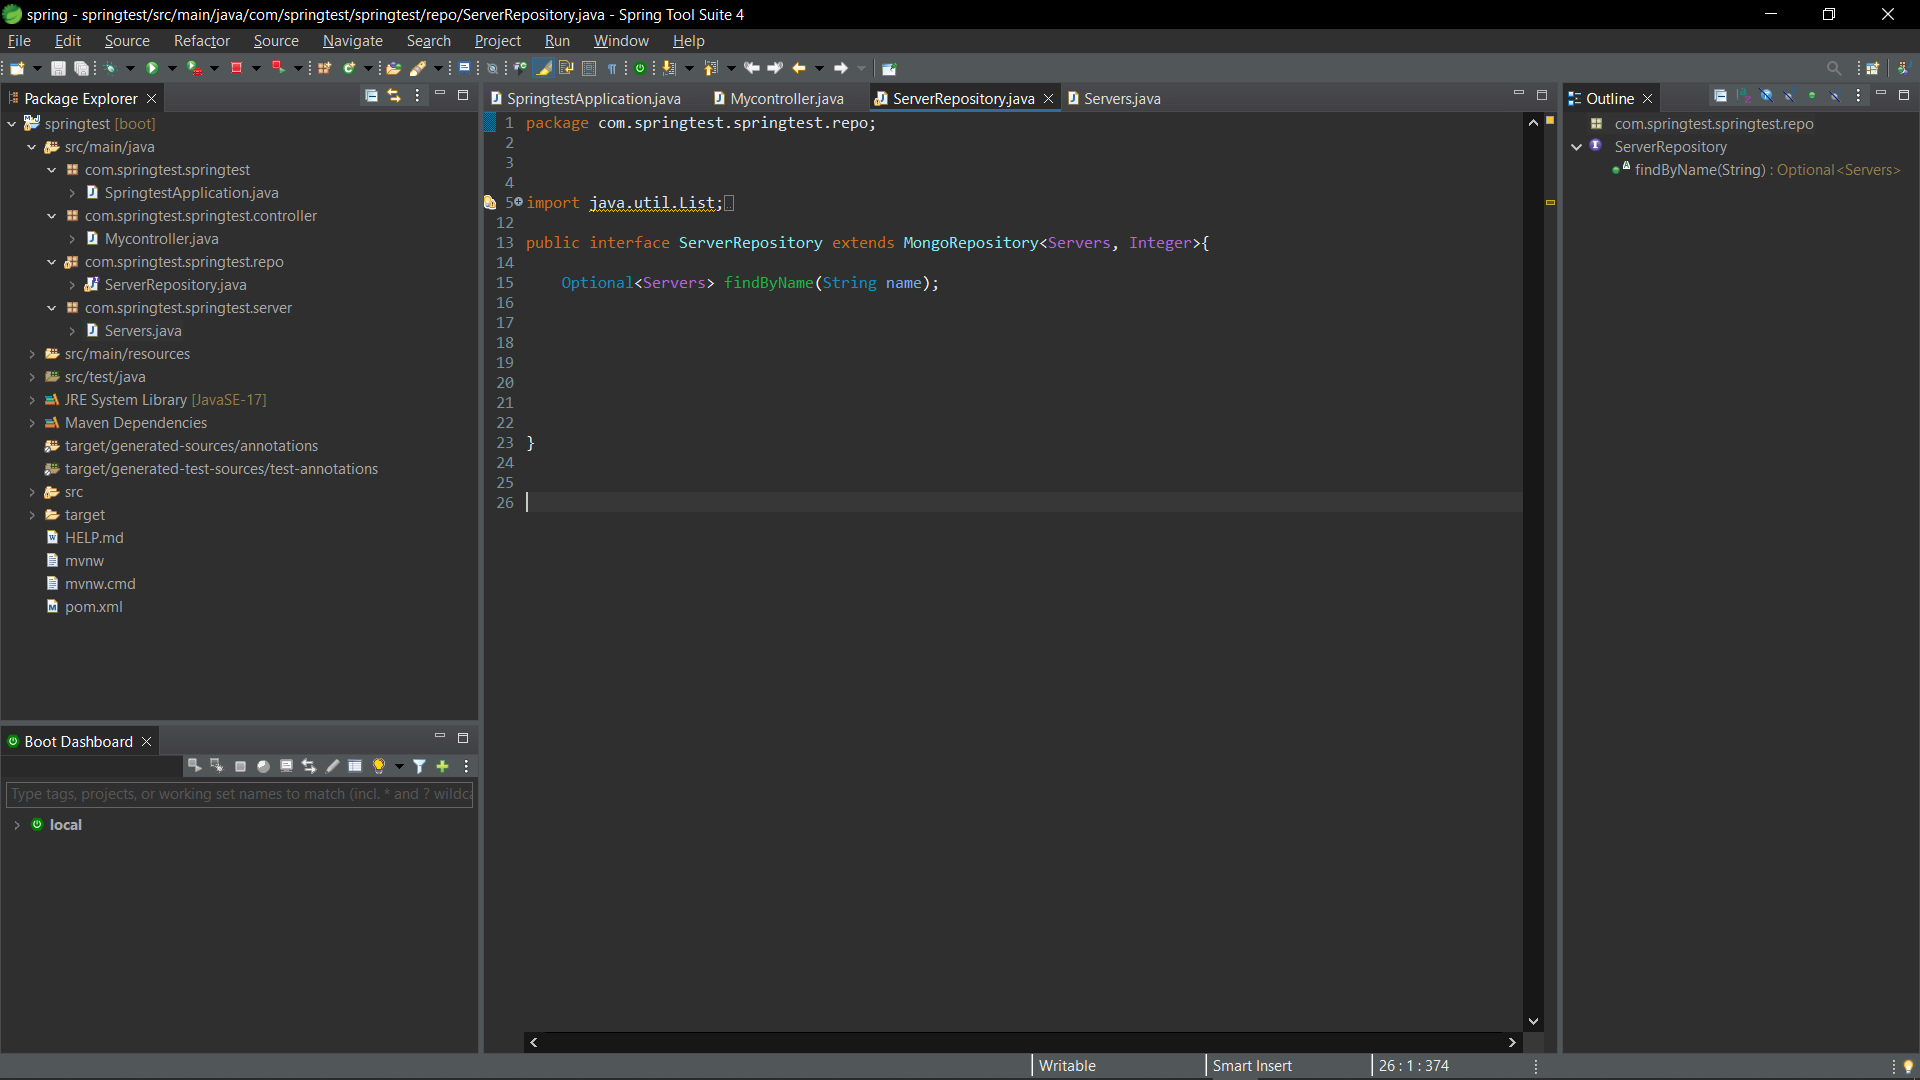 spring - springtest/src/main/java/com/springtest/springtest/repo/ServerRepository.java - Spring Tool Suite 4
File Edit Source Refactor Source Navigate Search Project Run Window Help
Package Explorer
springtest [boot]
src/main/java
com.springtest.springtest
SpringtestApplication.java
com.springtest.springtest.controller
Mycontroller.java
com.springtest.springtest.repo
ServerRepository.java
com.springtest.springtest.server
Servers.java
src/main/resources
src/test/java
JRE System Library [JavaSE-17]
Maven Dependencies
target/generated-sources/annotations
target/generated-test-sources/test-annotations
src
target
HELP.md
mvnw
mvnw.cmd
pom.xml
Boot Dashboard
Type tags, projects, or working set names to match (incl. * and ? wildca
local
SpringtestApplication.java Mycontroller.java ServerRepository.java Servers.java
1 package com.springtest.springtest.repo;
2
3
4
5 import java.util.List;
12
13 public interface ServerRepository extends MongoRepository<Servers, Integer>{
14
15 Optional<Servers> findByName(String name);
16
17
18
19
20
21
22
23 }
24
25
26
Outline
com.springtest.springtest.repo
ServerRepository
findByName(String) : Optional<Servers>
Writable Smart Insert 26 : 1 : 374